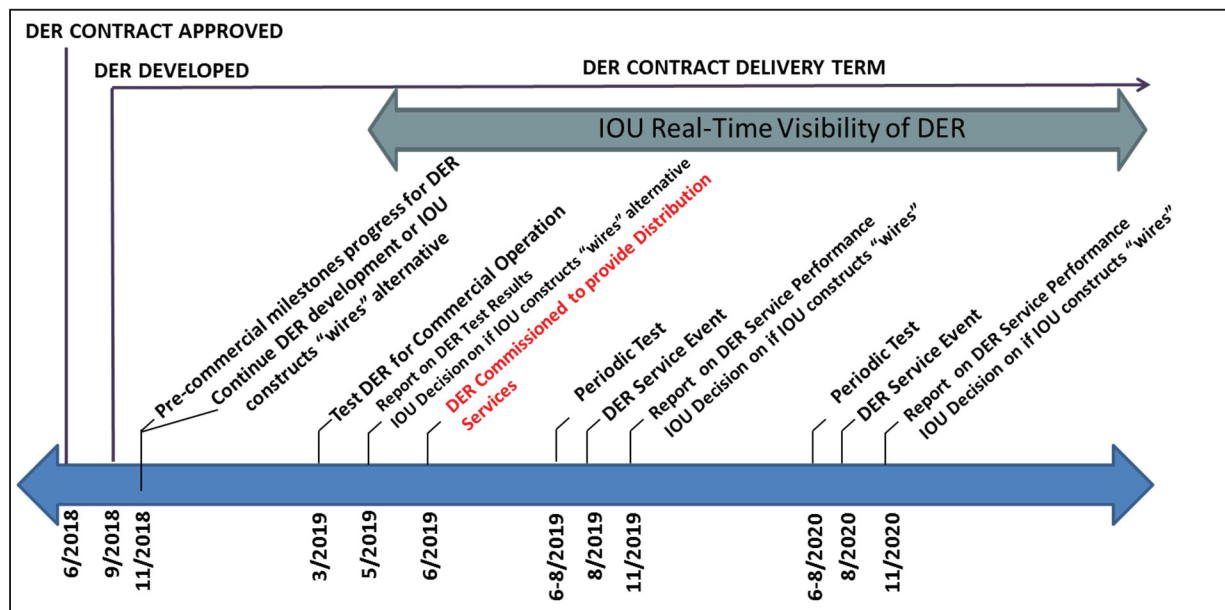 DER CONTRACT APPROVED
DER DEVELOPED
DER CONTRACT DELIVERY TERM
IOU Real-Time Visibility of DER
Pre-commercial milestones progress for DER
Continue DER development or IOU
constructs “wires” alternative
Test DER for Commercial Operation
Report on DER Test Results
IOU Decision on if IOU constructs “wires” alternative
DER Commissioned to provide Distribution
Services
Periodic Test
DER Service Event
Report on DER Service Performance
IOU Decision on if IOU constructs “wires”
Periodic Test
DER Service Event
Report on DER Service Performance
IOU Decision on if IOU constructs “wires”
6/2018
9/2018
11/2018
3/2019
5/2019
6/2019
6-8/2019
8/2019
11/2019
6-8/2020
8/2020
11/2020